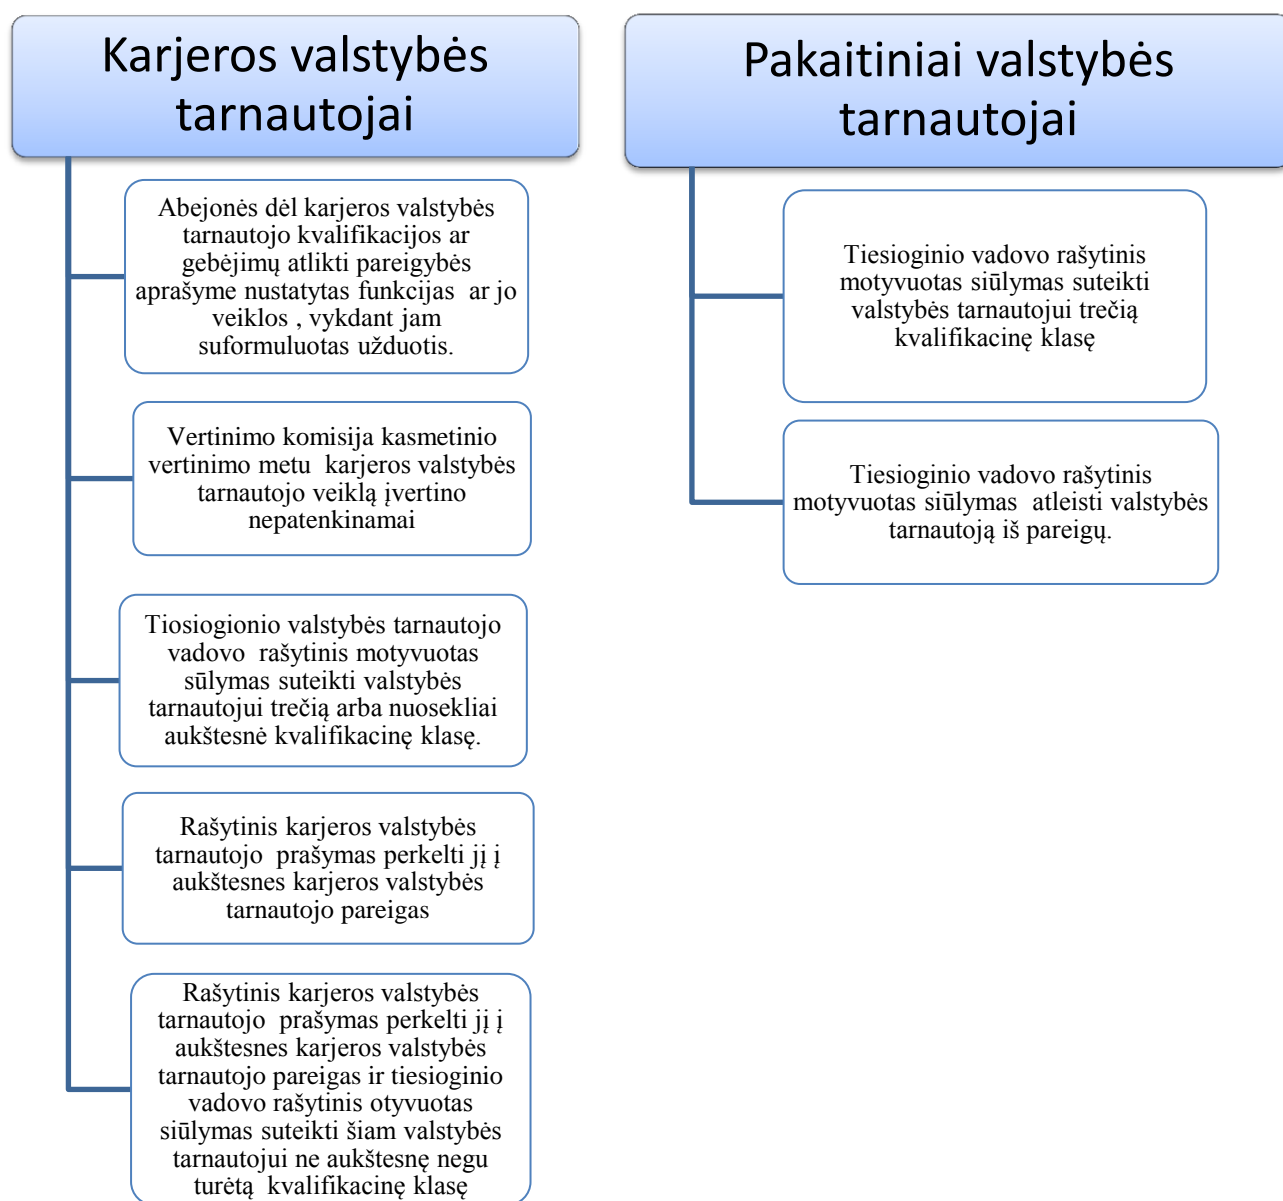 Karjeros valstybės
tarnautojai
Abejonės dėl karjeros valstybės
tarnautojo kvalifikacijos ar
gebėjimų atlikti pareigybės
aprašyme nustatytas funkcijas ar jo
veiklos , vykdant jam
suformuluotas užduotis.
Vertinimo komisija kasmetinio
vertinimo metu karjeros valstybės
tarnautojo veiklą įvertino
nepatenkinamai
Tiosiogionio valstybės tarnautojo
vadovo rašytinis motyvuotas
sūlymas suteikti valstybės
tarnautojui trečią arba nuosekliai
aukštesnė kvalifikacinę klasę.
Rašytinis karjeros valstybės
tarnautojo prašymas perkelti jį į
aukštesnes karjeros valstybės
tarnautojo pareigas
Rašytinis karjeros valstybės
tarnautojo prašymas perkelti jį į
aukštesnes karjeros valstybės
tarnautojo pareigas ir tiesioginio
vadovo rašytinis otyvuotas
siūlymas suteikti šiam valstybės
tarnautojui ne aukštesnę negu
turėtą kvalifikacinę klasę
Pakaitiniai valstybės
tarnautojai
Tiesioginio vadovo rašytinis
motyvuotas siūlymas suteikti
valstybės tarnautojui trečią
kvalifikacinę klasę
Tiesioginio vadovo rašytinis
motyvuotas siūlymas atleisti valstybės
tarnautoją iš pareigų.